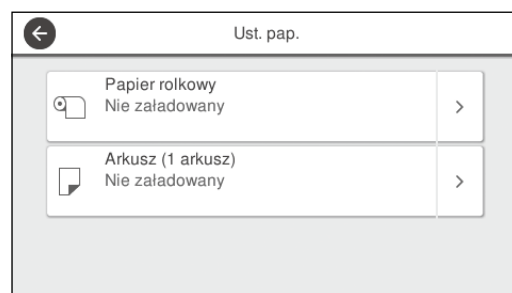 Ust. pap.
Papier rolkowy
Nie załadowany
Arkusz (1 arkusz)
Nie załadowany